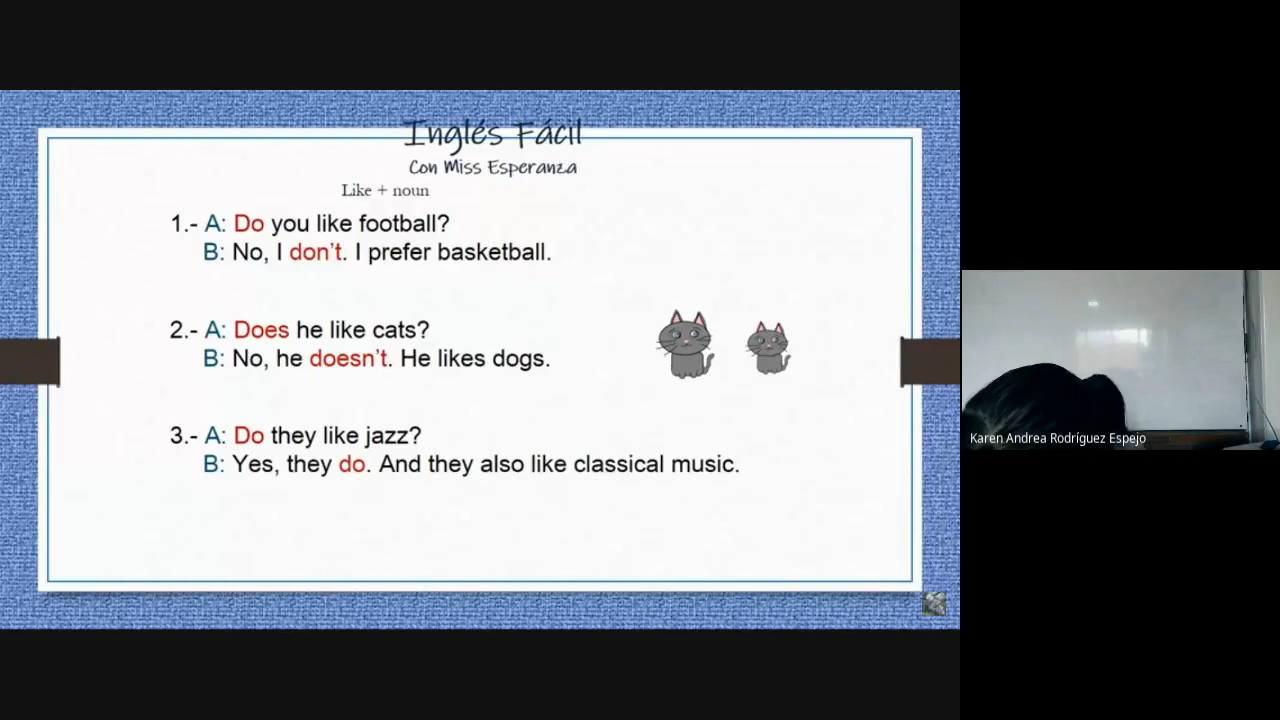 Inglés Fácil
Con Miss Esperanza
Like + noun
1.- A: Do you like football?
B: No, I don't. I prefer basketball.
2.- A: Does he like cats?
B: No, he doesn't. He likes dogs.
3.- A: Do they like jazz?
B: Yes, they do. And they also like classical music.
Karen Andrea Rodríguez Espejo